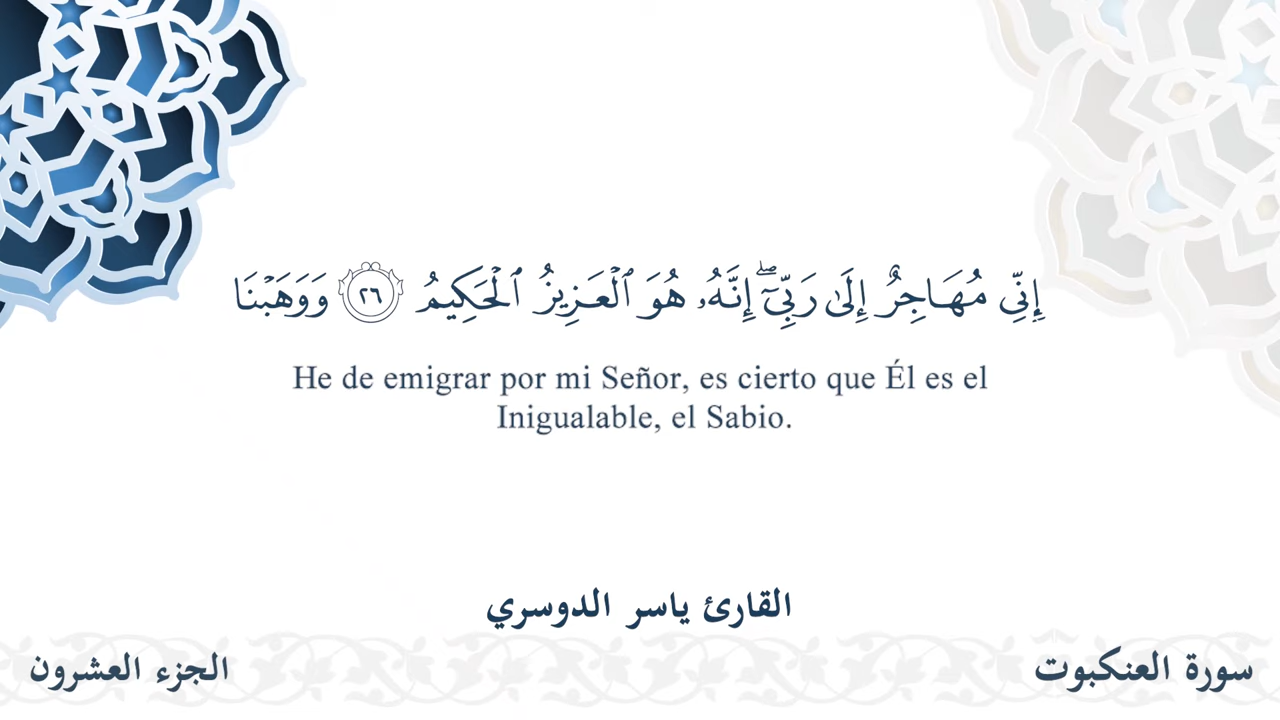 إِنِّي مُهَاجِرٌ إِلَىٰ رَبِّيٓ ۖ إِنَّهُۥ هُوَ ٱلْعَزِيزُ ٱلْحَكِيمُ ٢٦ وَوَهَبْنَا
He de emigrar por mi Señor, es cierto que Él es el
Inigualable, el Sabio.
القارئ ياسر الدوسري
سورة العنكبوت
الجزء العشرون